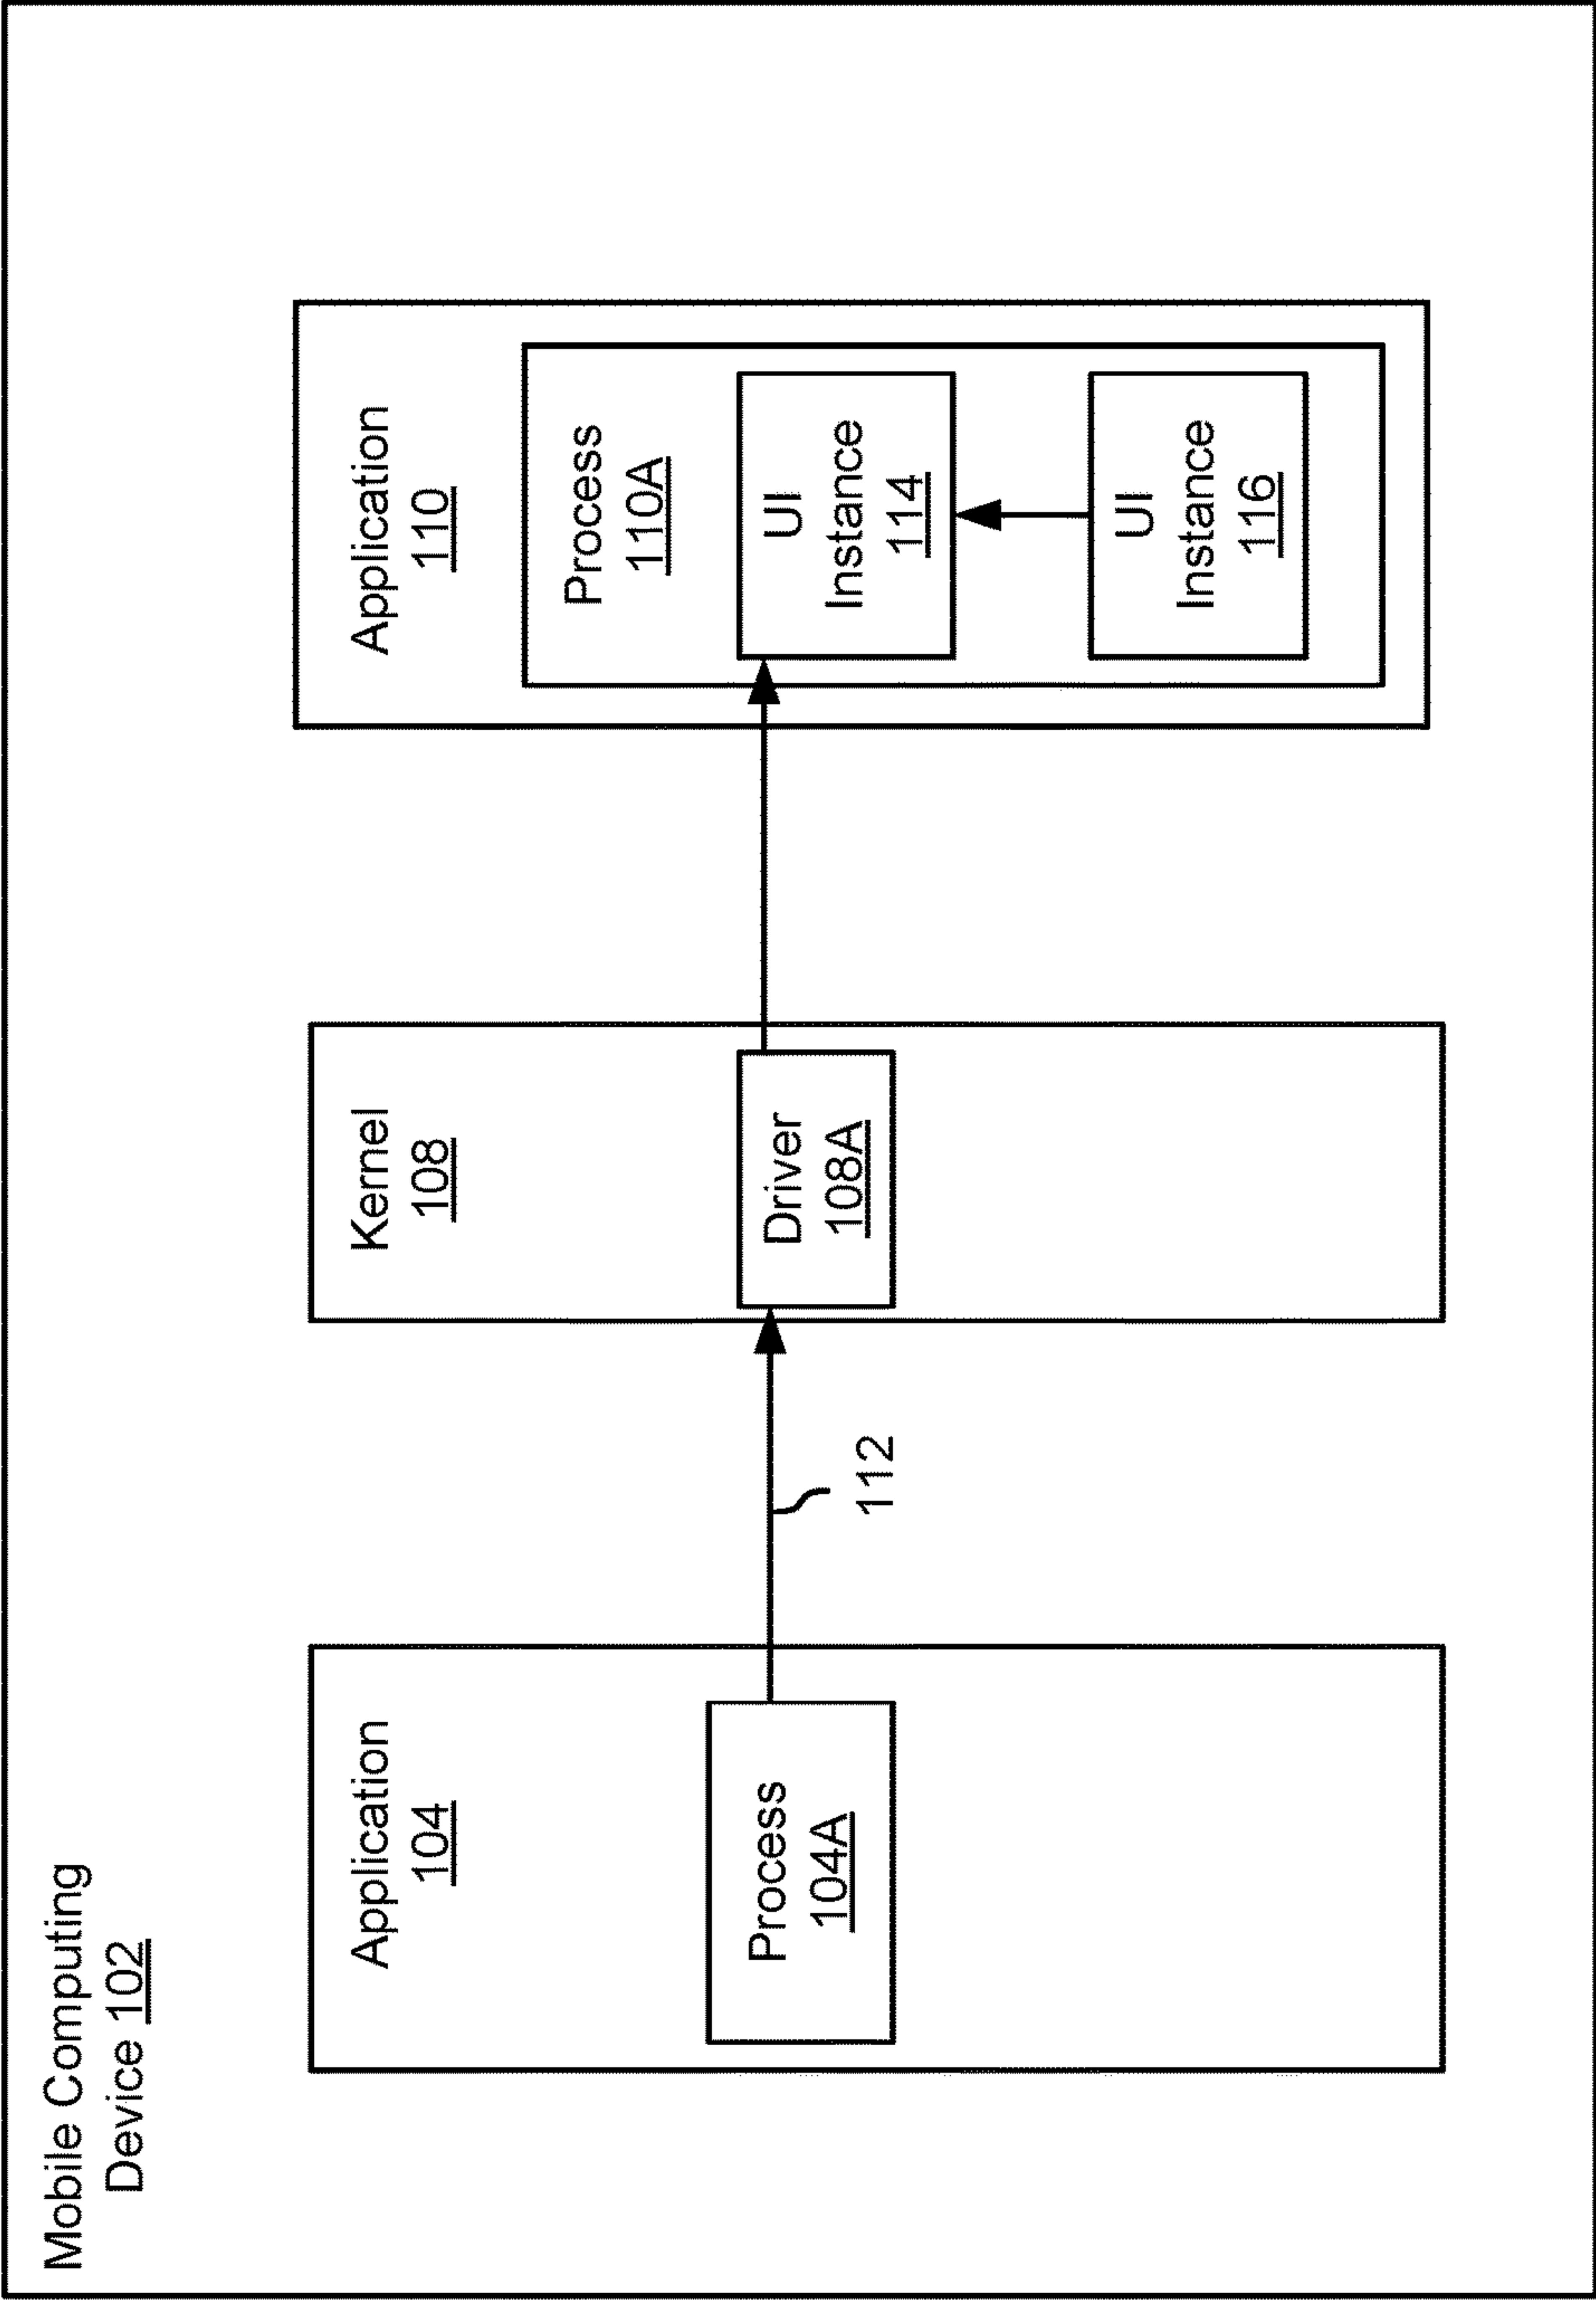 Mobile Computing
Device 102
Application
104
Process
104A
112
Kernel
108
Driver
108A
Application
110
Process
110A
UI
Instance
114
UI
Instance
116